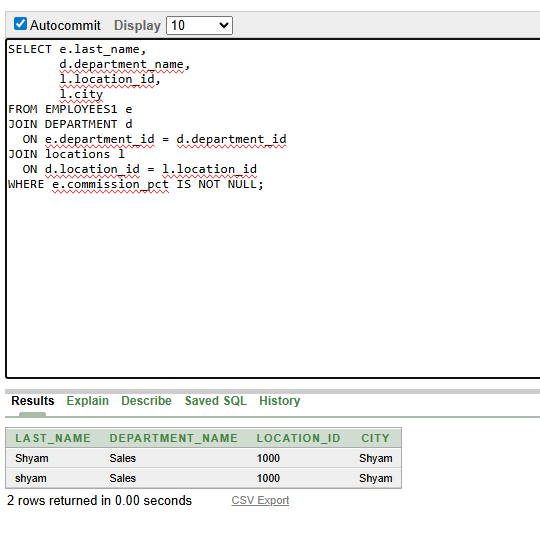 Autocommit Display 10
SELECT e.last_name,
       d.department_name,
       l.location_id,
       l.city
FROM EMPLOYEES1 e
JOIN DEPARTMENT d
  ON e.department_id = d.department_id
JOIN locations l
  ON d.location_id = l.location_id
WHERE e.commission_pct IS NOT NULL;
Results Explain Describe Saved SQL History
LAST_NAME DEPARTMENT_NAME LOCATION_ID CITY
Shyam Sales 1000 Shyam
shyam Sales 1000 Shyam
2 rows returned in 0.00 seconds CSV Export